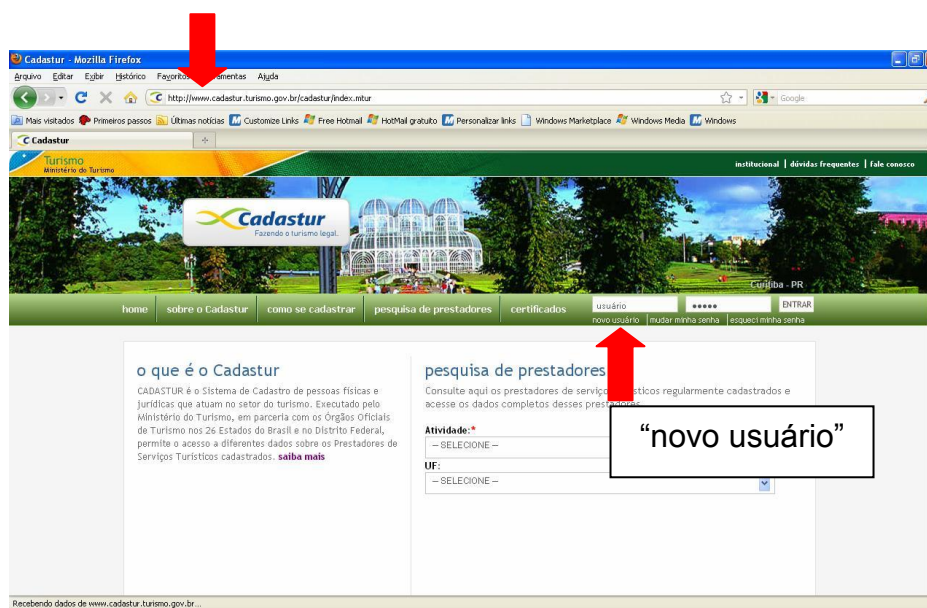 Cadastur - Mozilla Firefox
Arquivo Editar Exibir Histórico Favoritos Ajuda
http://www.cadastur.turismo.gov.br/cadastur/index.mtur
Google
Mais visitados Primeiros passos Últimas notícias Customize Links Free Hotmail HotMail gratuito Personalizar links Windows Marketplace Windows Media Windows
Cadastur
Turismo
Ministério do Turismo
institucional | dúvidas frequentes | fale conosco
Cadastur
Fazendo o turismo legal.
Curitiba - PR
home sobre o Cadastur como se cadastrar pesquisa de prestadores certificados
usuário ••••• ENTRAR
novo usuário | mudar minha senha | esqueci minha senha
o que é o Cadastur
CADASTUR é o Sistema de Cadastro de pessoas físicas e
jurídicas que atuam no setor do turismo. Executado pelo
Ministério do Turismo, em parceria com os Órgãos Oficiais
de Turismo nos 26 Estados do Brasil e no Distrito Federal,
permite o acesso a diferentes dados sobre os Prestadores de
Serviços Turísticos cadastrados. saiba mais
pesquisa de prestadores
Consulte aqui os prestadores de regularmente cadastrados e
acesse os dados completos desses prestadores
Atividade:*
-- SELECIONE --
UF:
-- SELECIONE --
“novo usuário”
Recebendo dados de www.cadastur.turismo.gov.br...